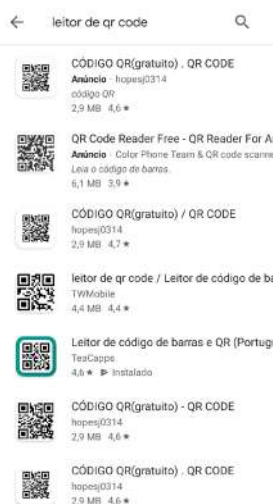 leitor de qr code
CÓDIGO QR(gratuito) . QR CODE
Anúncio · hopesj0314
código QR
2,9 MB 4,6 ★
QR Code Reader Free - QR Reader For A
Anúncio · Color Phone Team & QR code scanne
Leia o código de barras.
6,1 MB 3,9 ★
CÓDIGO QR(gratuito) / QR CODE
hopesj0314
2,9 MB 4,7 ★
leitor de qr code / Leitor de código de ba
TWMobile
4,4 MB 4,4 ★
Leitor de código de barras e QR (Portug
TeaCapps
4,6 ★ Instalado
CÓDIGO QR(gratuito) - QR CODE
hopesj0314
2,9 MB 4,6 ★
CÓDIGO QR(gratuito) . QR CODE
hopesj0314
2,9 MB 4,6 ★